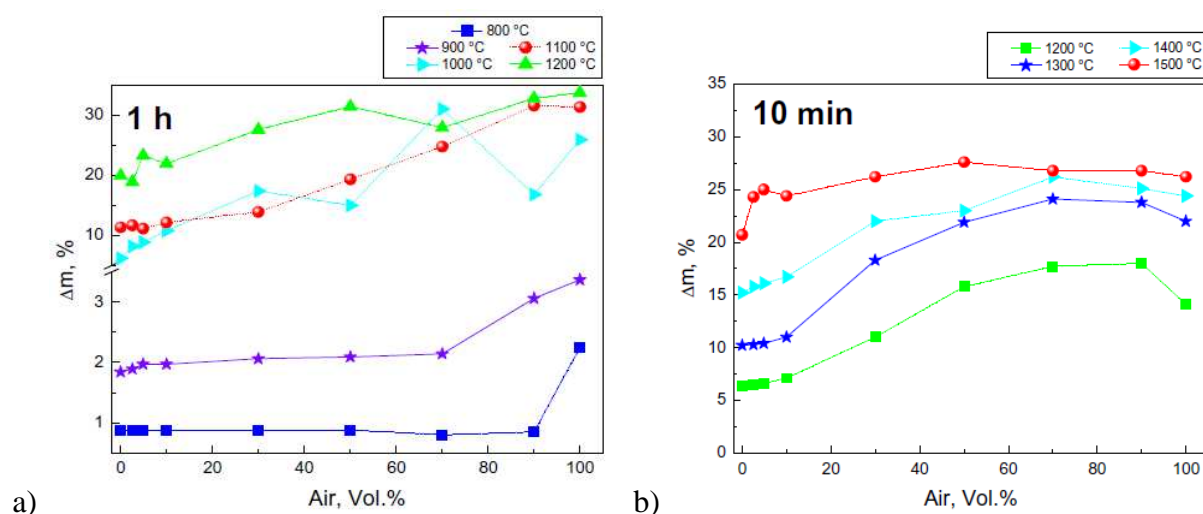 800 °C
900 °C 1100 °C
1000 °C 1200 °C
1 h
Δm, %
30
20
10
3
2
1
0 20 40 60 80 100
Air, Vol.%
a)
1200 °C 1400 °C
1300 °C 1500 °C
10 min
Δm, %
35
30
25
20
15
10
5
0
0 20 40 60 80 100
Air, Vol.%
b)